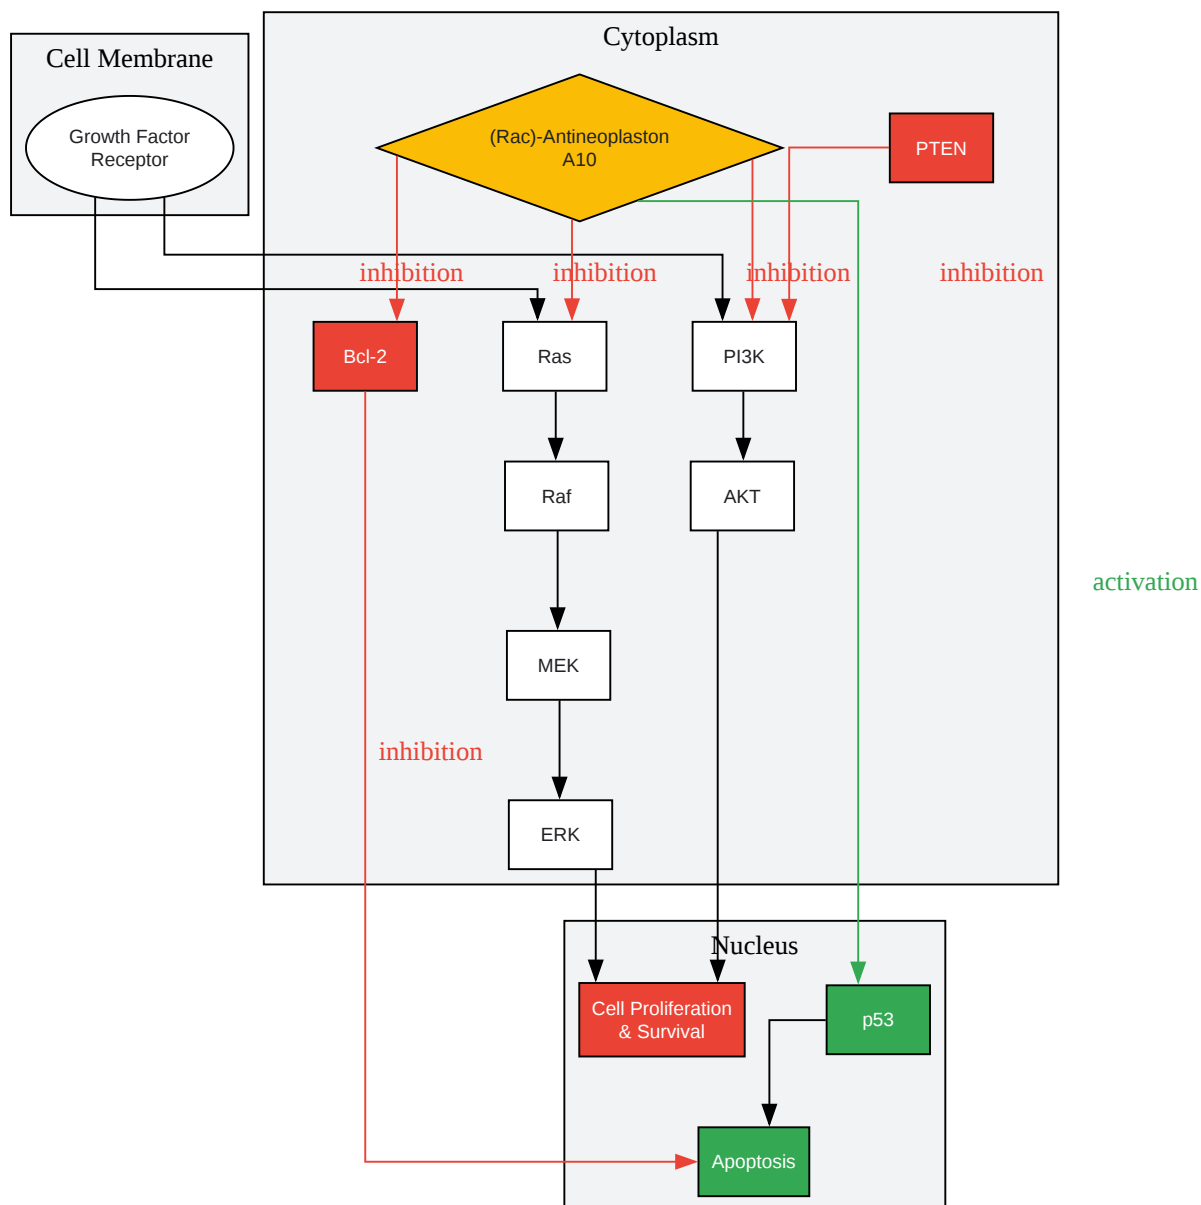 Cytoplasm
Cell Membrane
Growth Factor
Receptor
(Rac)-Antineoplaston
A10
PTEN
inhibition
inhibition
inhibition
inhibition
Bcl-2
Ras
PI3K
Raf
AKT
activation
MEK
inhibition
ERK
Nucleus
Cell Proliferation
& Survival
p53
Apoptosis